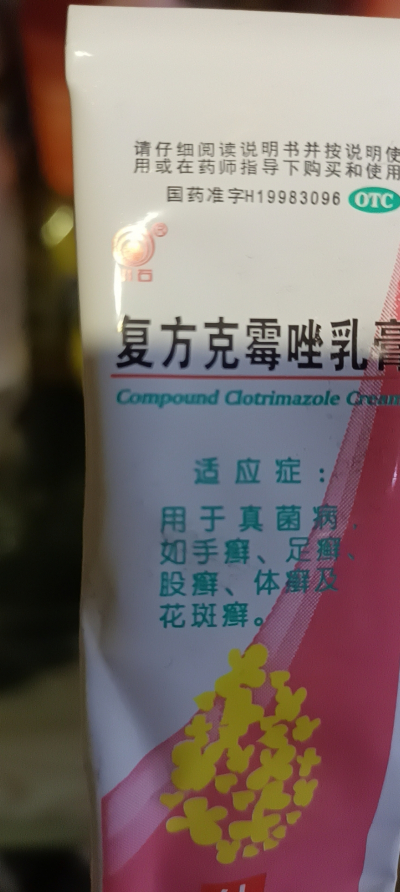 请仔细阅读说明书并按说明使
用或在药师指导下购买和使用
国药准字H19983096 OTC
复方克霉唑乳膏
Compound Clotrimazole Cream
适应症：
用于真菌病，
如手癣、足癣、
股癣、体癣及
花斑癣。